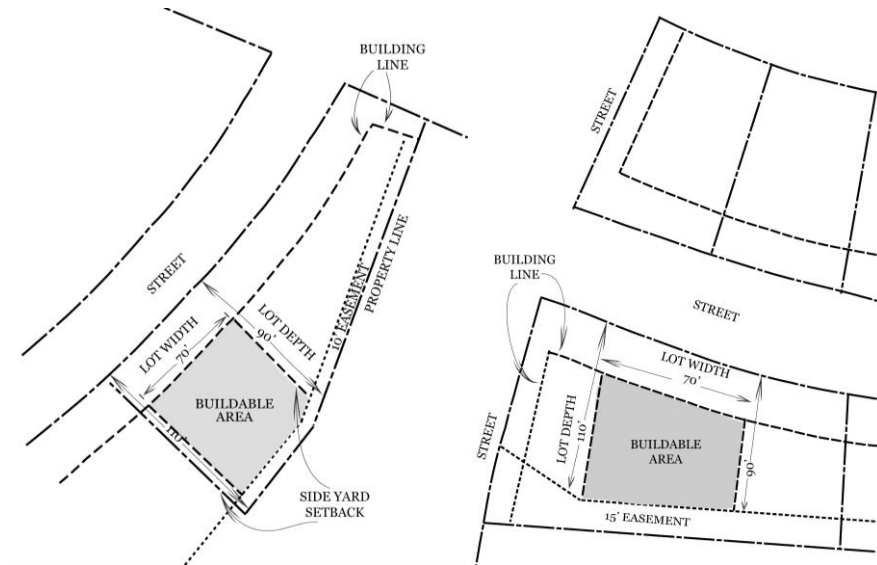 BUILDING
LINE
STREET
LOT WIDTH
70'
LOT DEPTH
90'
10' EASEMENT
PROPERTY LINE
BUILDABLE
AREA
110'
SIDE YARD
SETBACK
STREET
BUILDING
LINE
STREET
LOT WIDTH
70'
LOT DEPTH
110'
BUILDABLE
AREA
90'
STREET
15' EASEMENT